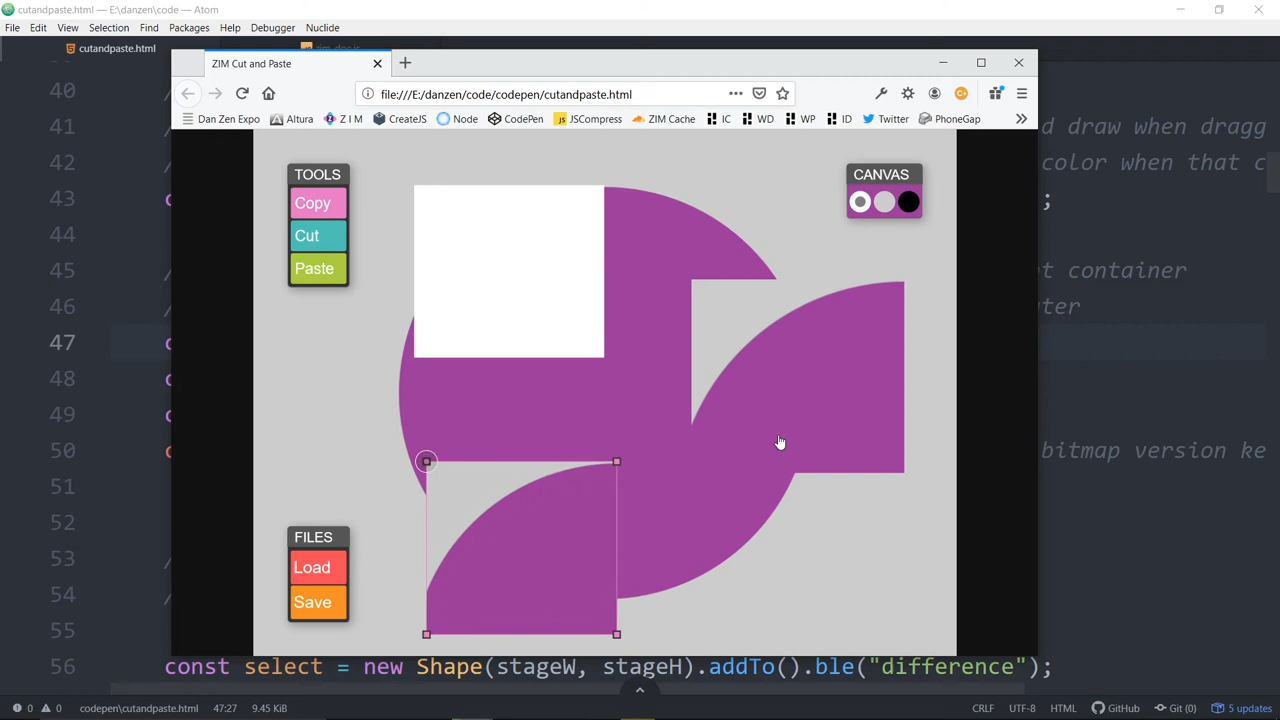 cutandpaste.html — E:\danzen\code — Atom
File Edit View Selection Find Packages Help Debugger Nuclide
cutandpaste.html
ZIM Cut and Paste
file:///E:/danzen/code/codepen/cutandpaste.html
Dan Zen Expo Altura Z I M CreateJS Node CodePen JSCompress ZIM Cache IC WD WP ID Twitter PhoneGap
TOOLS
Copy
Cut
Paste
CANVAS
FILES
Load
Save
40
41 d draw when dragg
42 color when that c
43 ;
44
45 t container
46 ter
47
48
49
50 bitmap version ke
51
52
53
54
55
56 const select = new Shape(stageW, stageH).addTo().ble("difference");
0 0 codepen\cutandpaste.html 47:27 9.45 KiB CRLF UTF-8 HTML GitHub Git (0) 5 updates